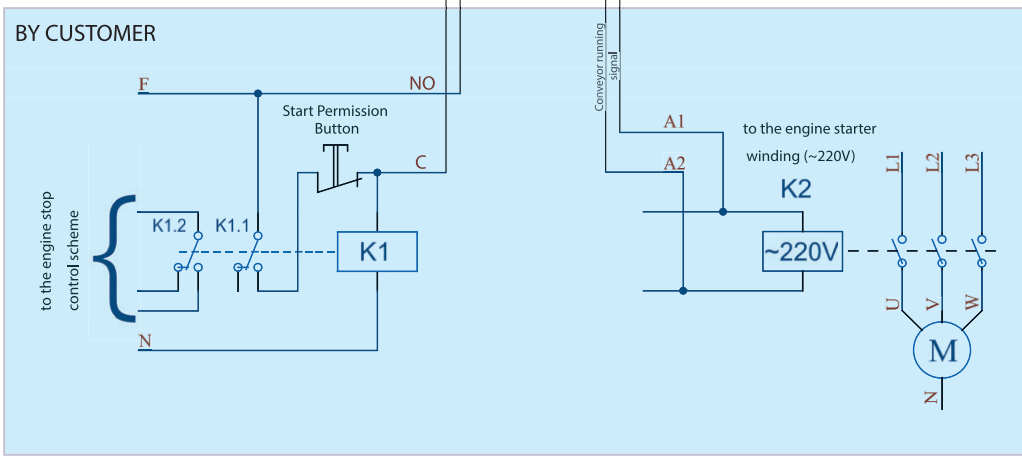 BY CUSTOMER
F
NO
Start Permission
Button
C
K1.2
K1.1
K1
N
to the engine stop
control scheme
Conveyor running
signal
A1
A2
to the engine starter
winding (~220V)
K2
~220V
L1
L2
L3
U
V
W
M
N